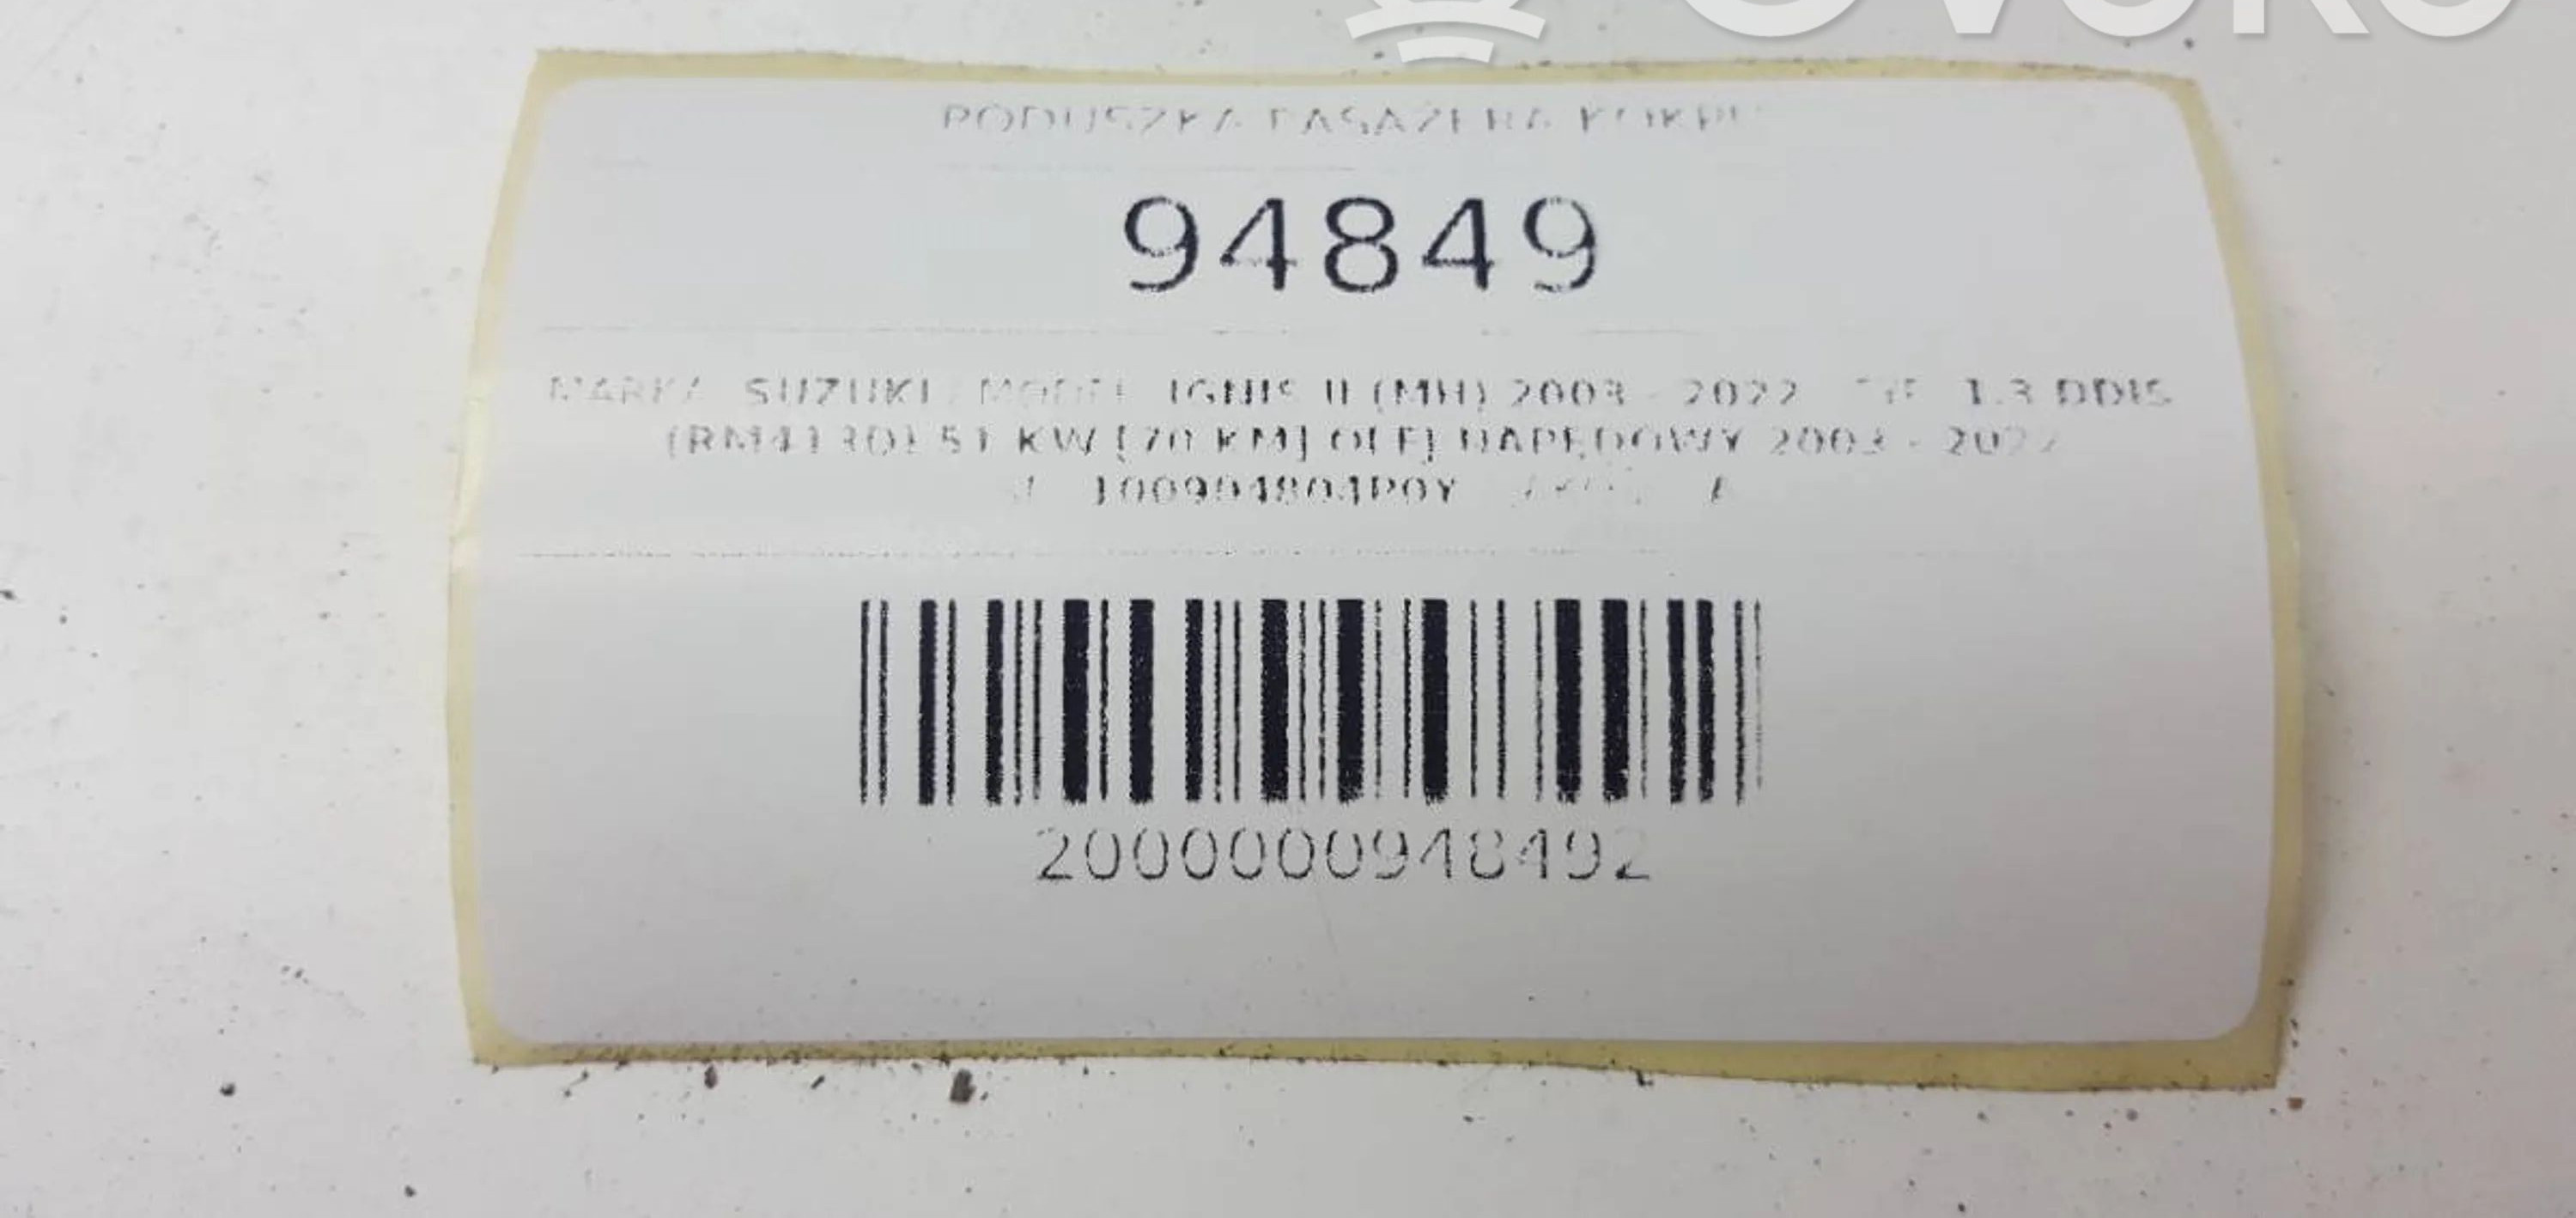 PODUSZKA PASAŻERA KOKPIT
94849
MARKA SUZUKI MODEL IGNIS II (MH) 2003 - 2022 TYP 1.3 DDIS
(RM413D) 51 KW [70 KM] OLEJ NAPĘDOWY 2003 - 2022
2000000948492